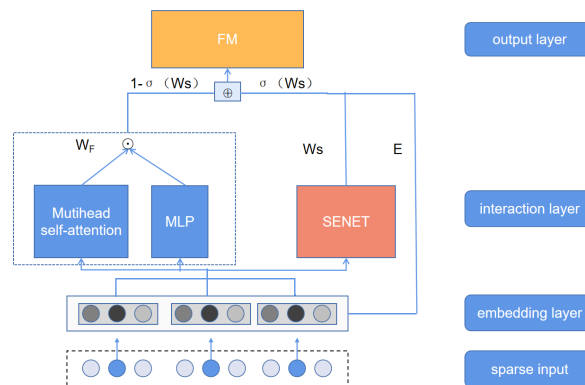 FM
output layer
1- σ （Ws）
⊕
σ （Ws）
W_F
⊙
Ws
E
Mutihead
self-attention
MLP
SENET
interaction layer
embedding layer
sparse input